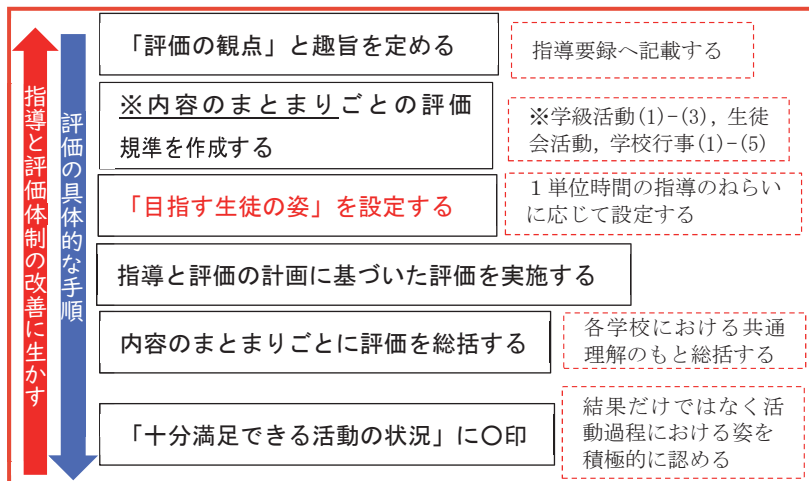 指導と評価体制の改善に生かす
評価の具体的な手順
「評価の観点」と趣旨を定める
指導要録へ記載する
※内容のまとまりごとの評価
規準を作成する
※学級活動(1)-(3), 生徒
会活動, 学校行事(1)-(5)
「目指す生徒の姿」を設定する
1単位時間の指導のねらい
に応じて設定する
指導と評価の計画に基づいた評価を実施する
内容のまとまりごとに評価を総括する
各学校における共通
理解のもと総括する
「十分満足できる活動の状況」に〇印
結果だけではなく活
動過程における姿を
積極的に認める